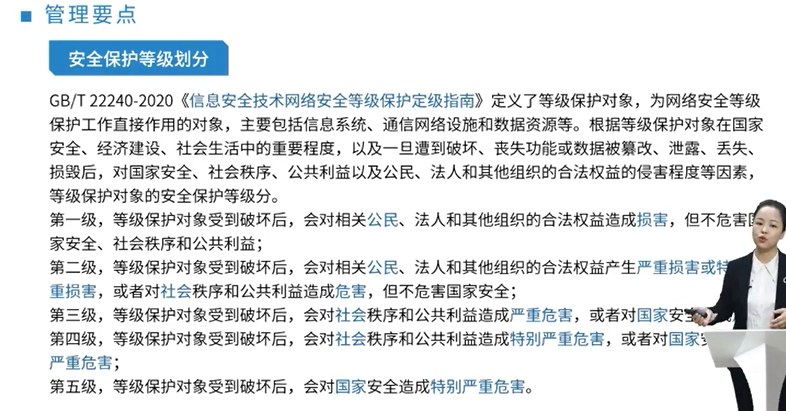 管理要点
安全保护等级划分
GB/T 22240-2020《信息安全技术网络安全等级保护定级指南》定义了等级保护对象，为网络安全等级
保护工作直接作用的对象，主要包括信息系统、通信网络设施和数据资源等。根据等级保护对象在国家
安全、经济建设、社会生活中的重要程度，以及一旦遭到破坏、丧失功能或数据被篡改、泄露、丢失、
损毁后，对国家安全、社会秩序、公共利益以及公民、法人和其他组织的合法权益的侵害程度等因素，
等级保护对象的安全保护等级分。
第一级，等级保护对象受到破坏后，会对相关公民、法人和其他组织的合法权益造成损害，但不危害国
家安全、社会秩序和公共利益；
第二级，等级保护对象受到破坏后，会对相关公民、法人和其他组织的合法权益产生严重损害或特
重损害，或者对社会秩序和公共利益造成危害，但不危害国家安全；
第三级，等级保护对象受到破坏后，会对社会秩序和公共利益造成严重危害，或者对国家安
第四级，等级保护对象受到破坏后，会对社会秩序和公共利益造成特别严重危害，或者对国家安
严重危害；
第五级，等级保护对象受到破坏后，会对国家安全造成特别严重危害。